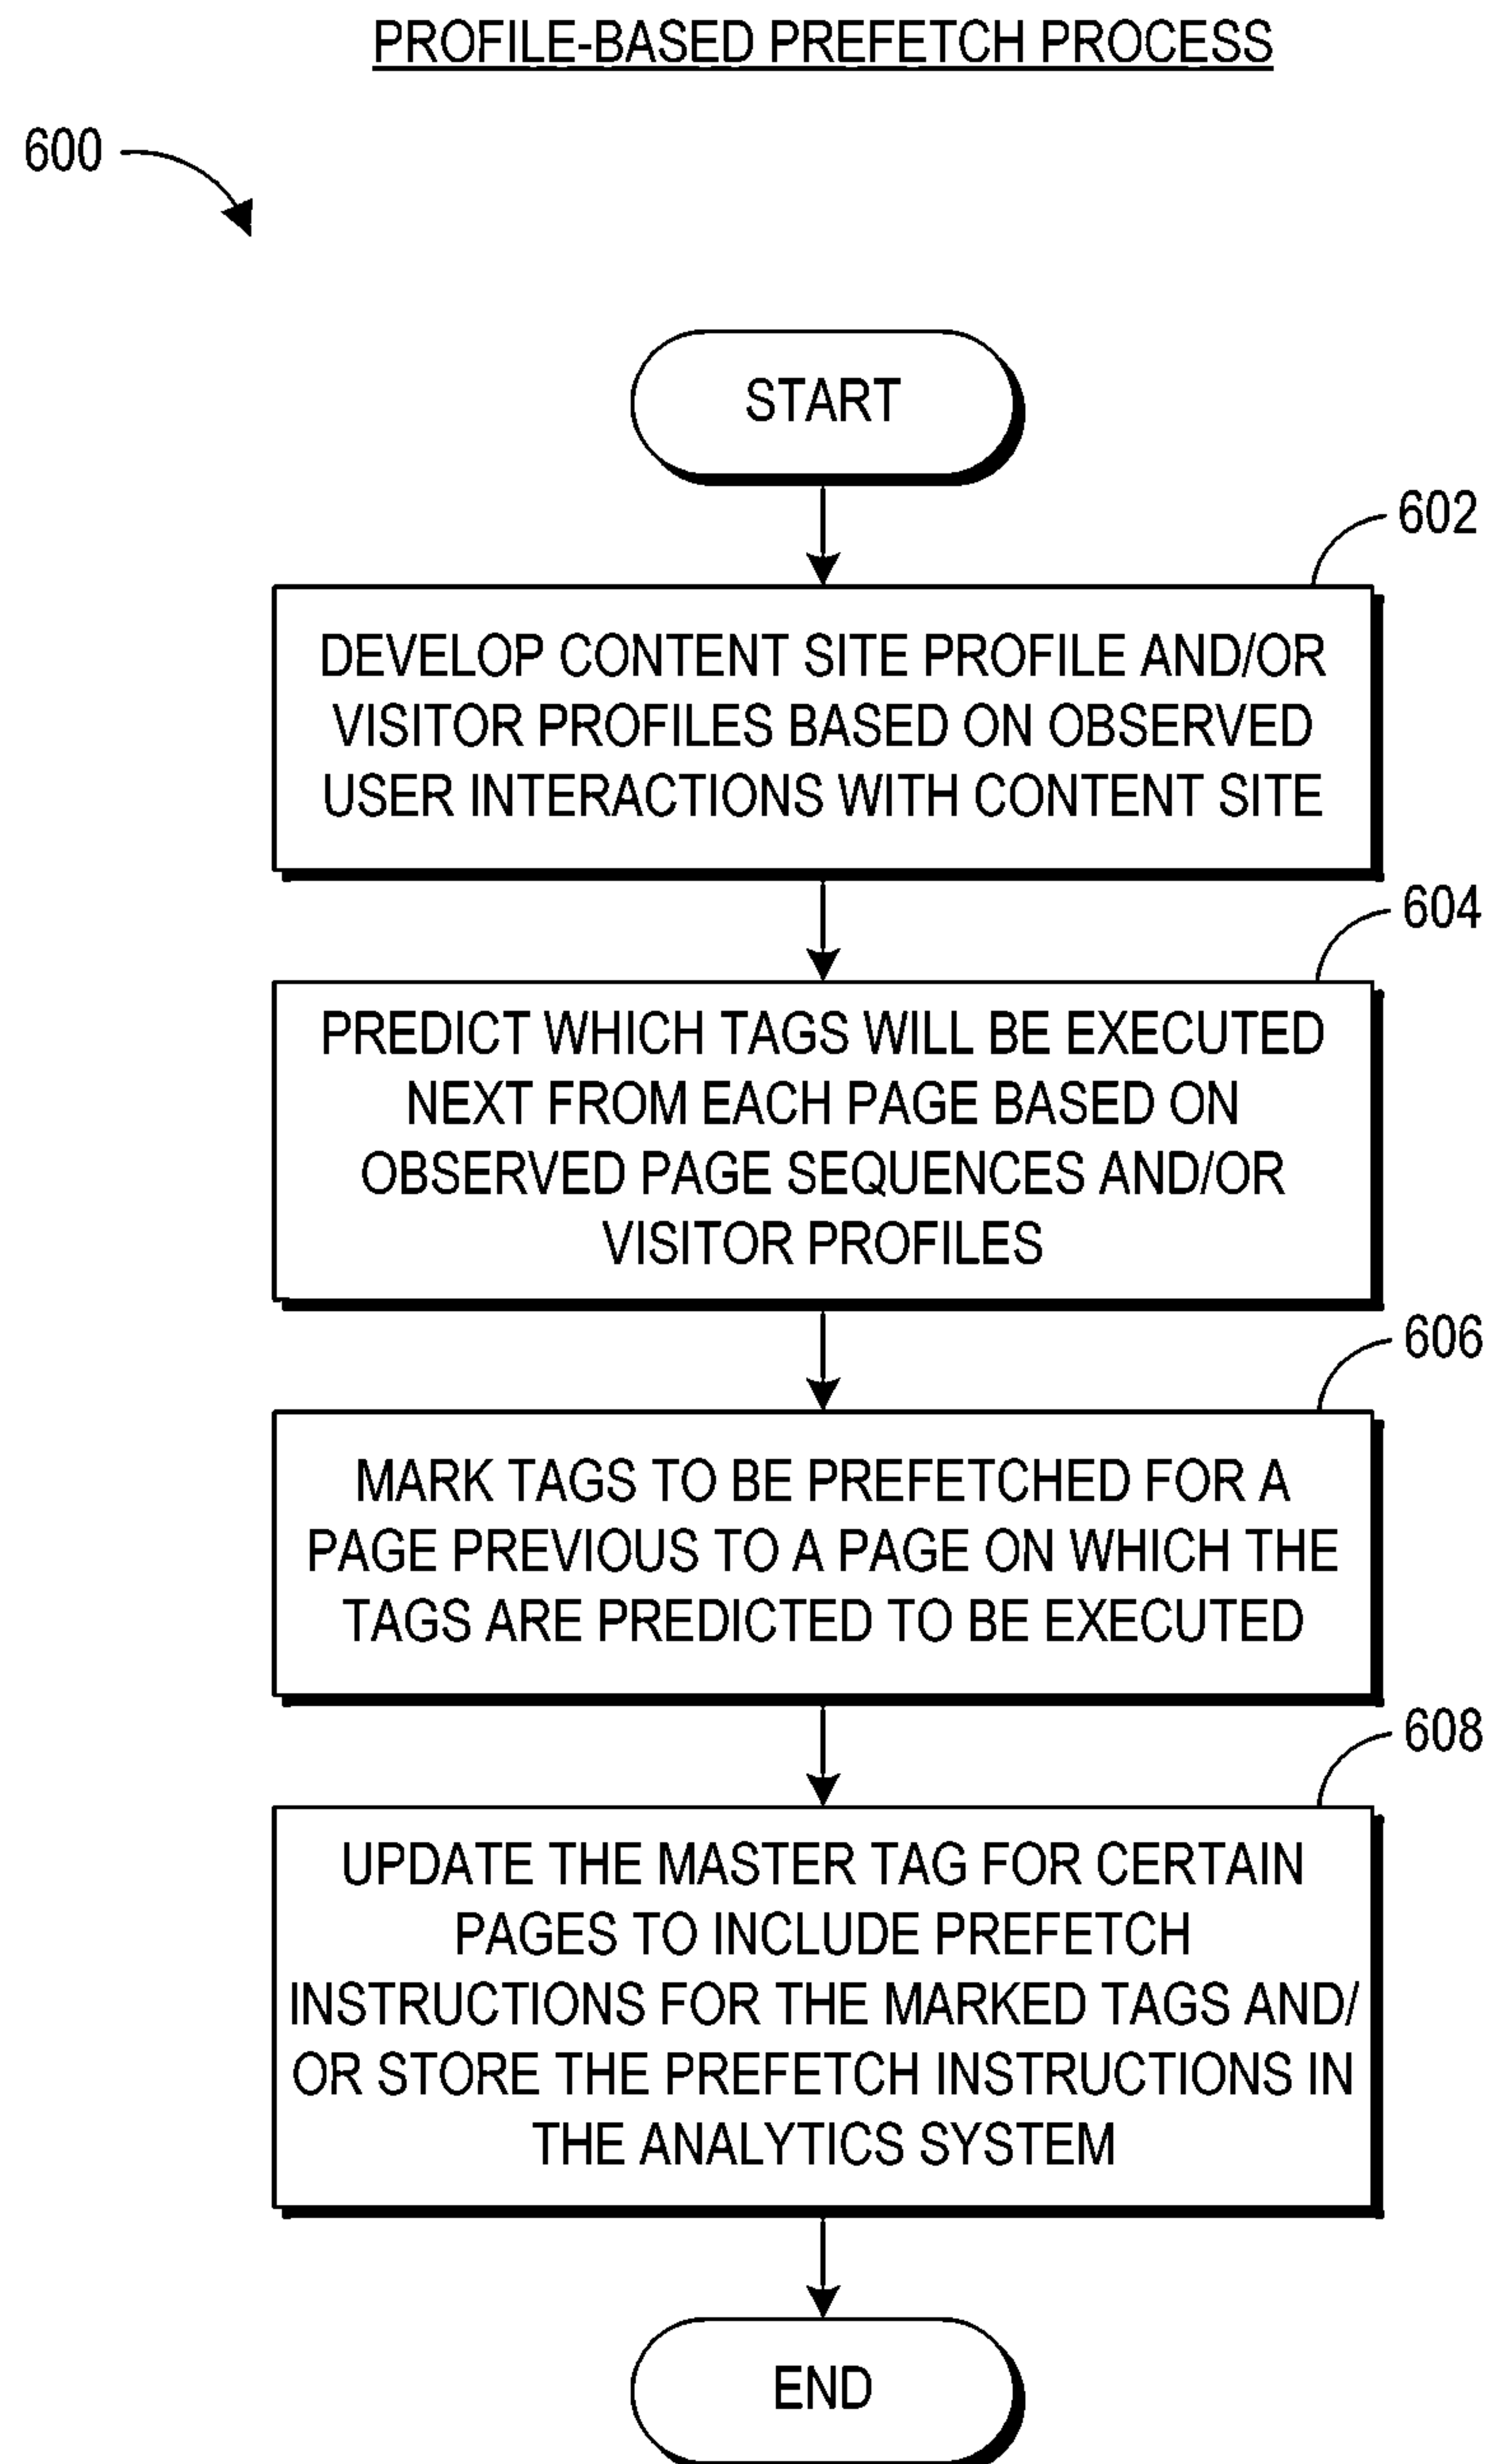 PROFILE-BASED PREFETCH PROCESS
600
START
602
DEVELOP CONTENT SITE PROFILE AND/OR
VISITOR PROFILES BASED ON OBSERVED
USER INTERACTIONS WITH CONTENT SITE
604
PREDICT WHICH TAGS WILL BE EXECUTED
NEXT FROM EACH PAGE BASED ON
OBSERVED PAGE SEQUENCES AND/OR
VISITOR PROFILES
606
MARK TAGS TO BE PREFETCHED FOR A
PAGE PREVIOUS TO A PAGE ON WHICH THE
TAGS ARE PREDICTED TO BE EXECUTED
608
UPDATE THE MASTER TAG FOR CERTAIN
PAGES TO INCLUDE PREFETCH
INSTRUCTIONS FOR THE MARKED TAGS AND/
OR STORE THE PREFETCH INSTRUCTIONS IN
THE ANALYTICS SYSTEM
END